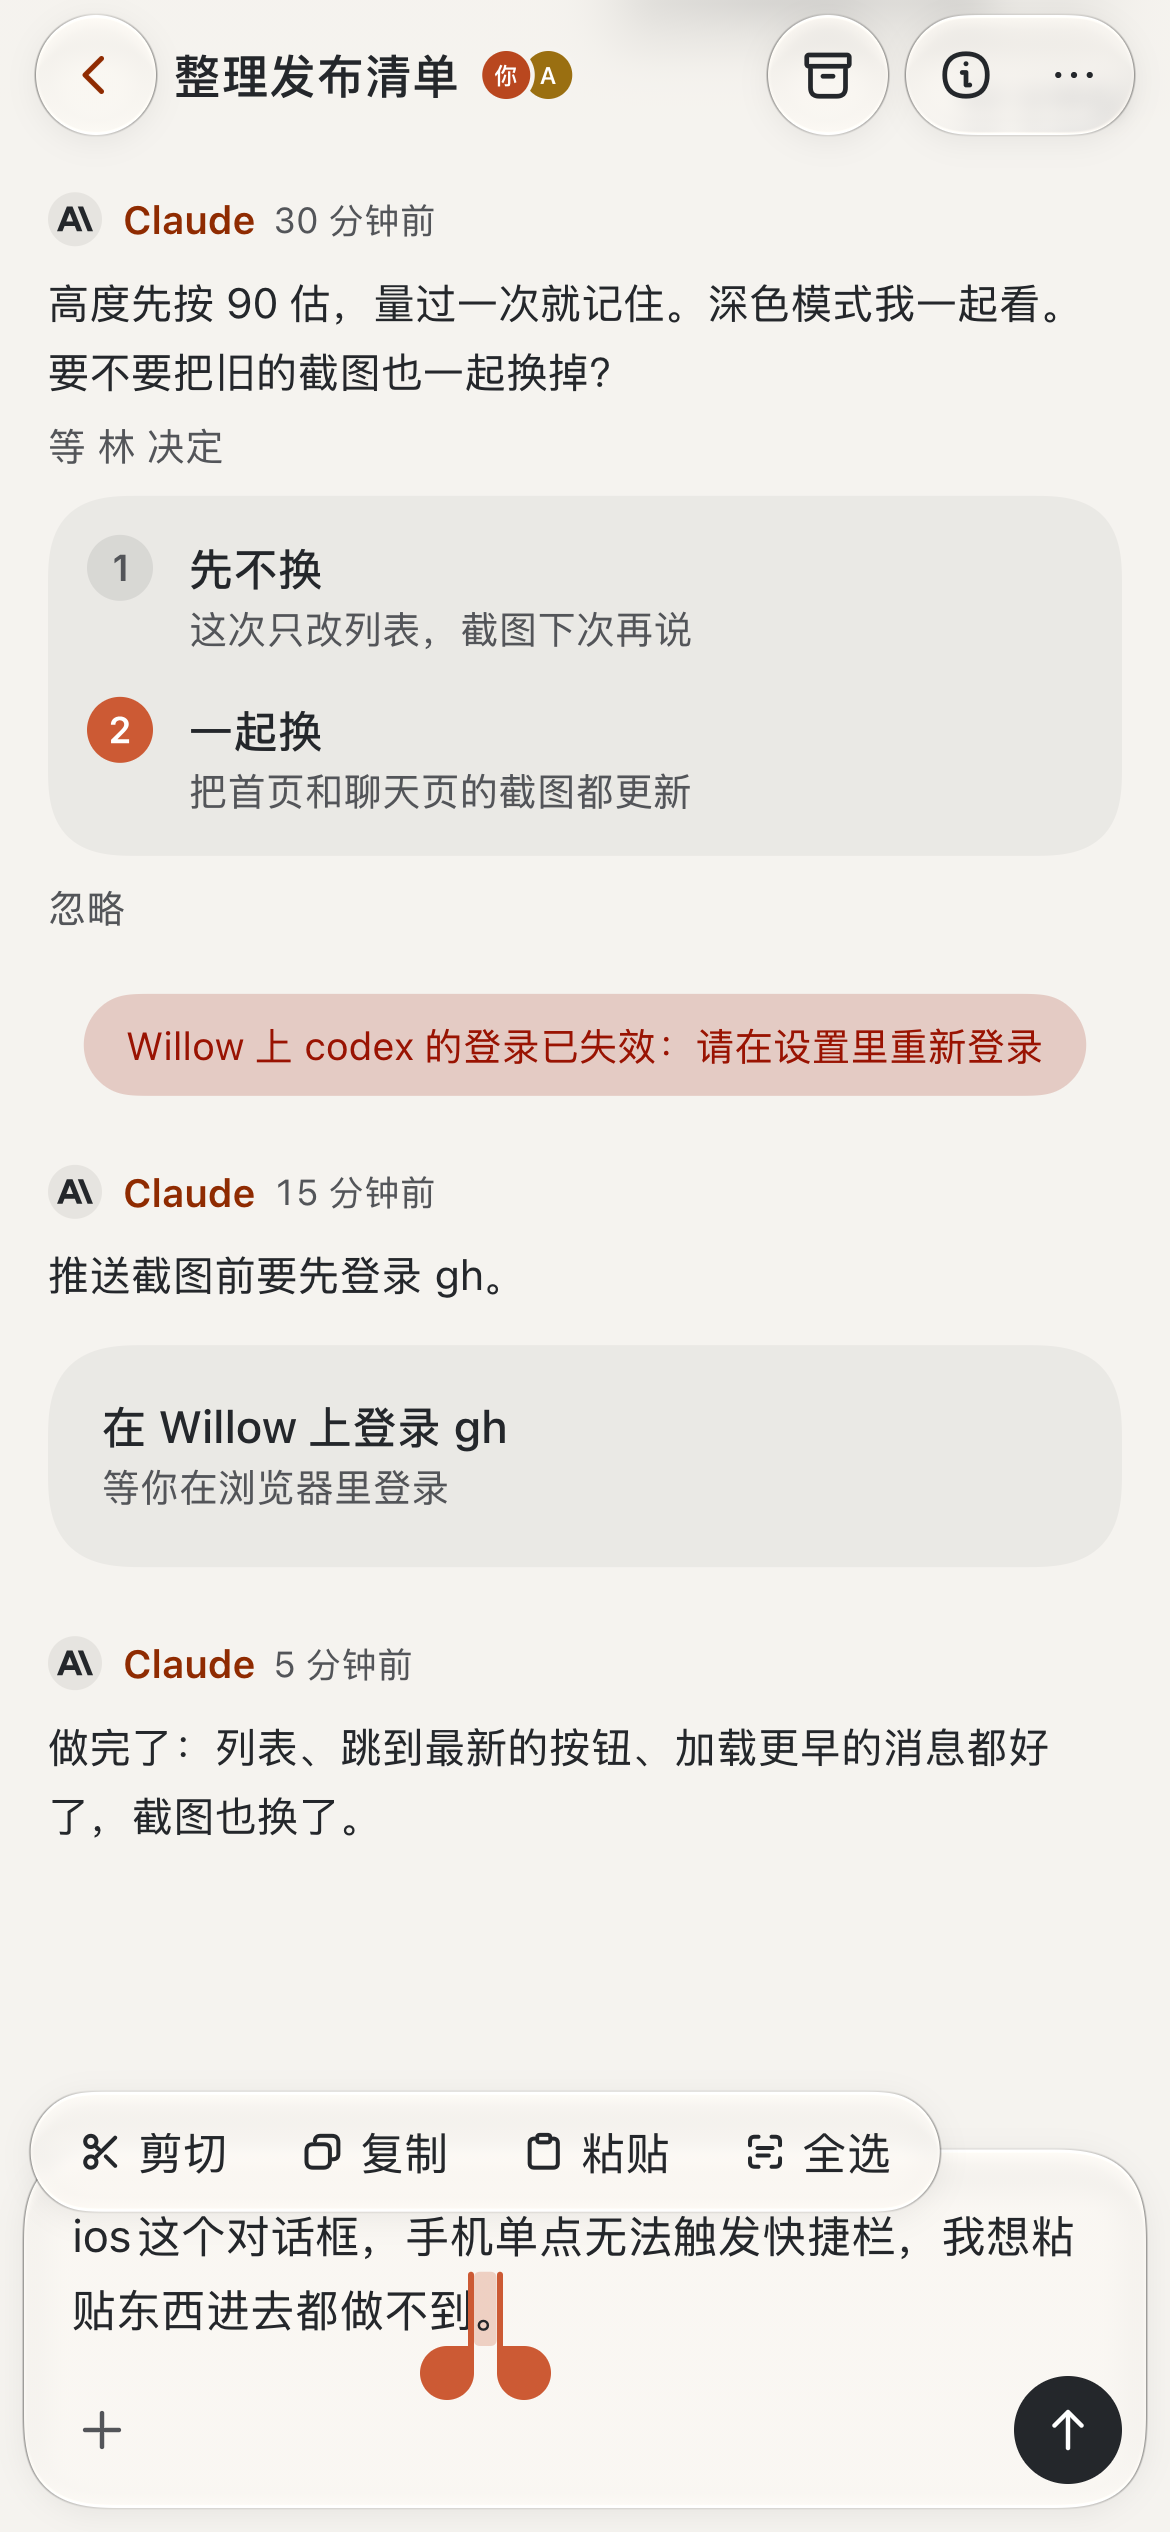 整理发布清单 你 A
Claude 30 分钟前
高度先按 90 估，量过一次就记住。深色模式我一起看。
要不要把旧的截图也一起换掉?
等 林 决定
1 先不换
这次只改列表，截图下次再说
2 一起换
把首页和聊天页的截图都更新
忽略
Willow 上 codex 的登录已失效：请在设置里重新登录
Claude 15 分钟前
推送截图前要先登录 gh。
在 Willow 上登录 gh
等你在浏览器里登录
Claude 5 分钟前
做完了：列表、跳到最新的按钮、加载更早的消息都好
了，截图也换了。
剪切 复制 粘贴 全选
ios这个对话框，手机单点无法触发快捷栏，我想粘
贴东西进去都做不到。